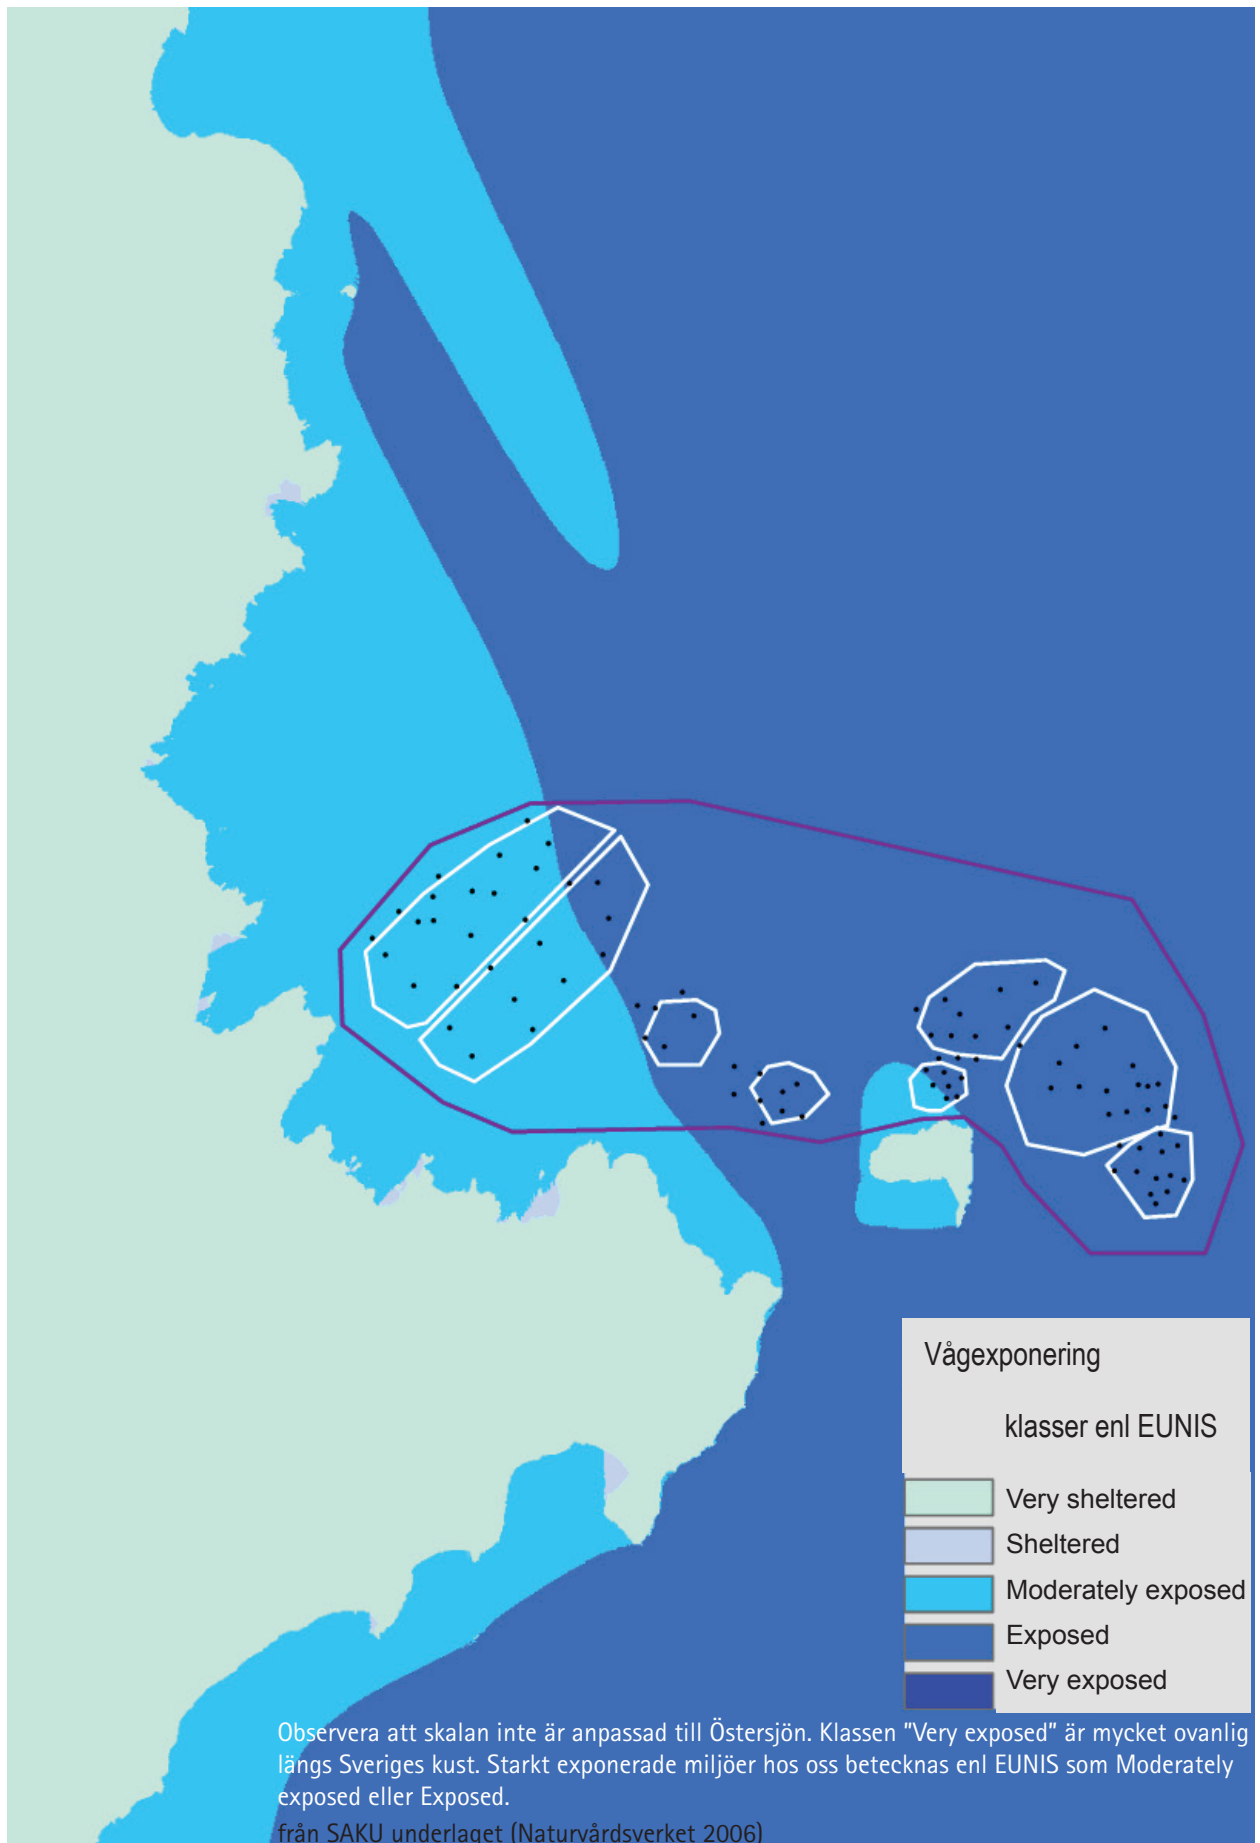 Vågexponering
klasser enl EUNIS
Very sheltered
Sheltered
Moderately exposed
Exposed
Very exposed
Observera att skalan inte är anpassad till Östersjön. Klassen "Very exposed" är mycket ovanlig
längs Sveriges kust. Starkt exponerade miljöer hos oss betecknas enl EUNIS som Moderately
exposed eller Exposed.
från SAKU underlaget (Naturvårdsverket 2006)